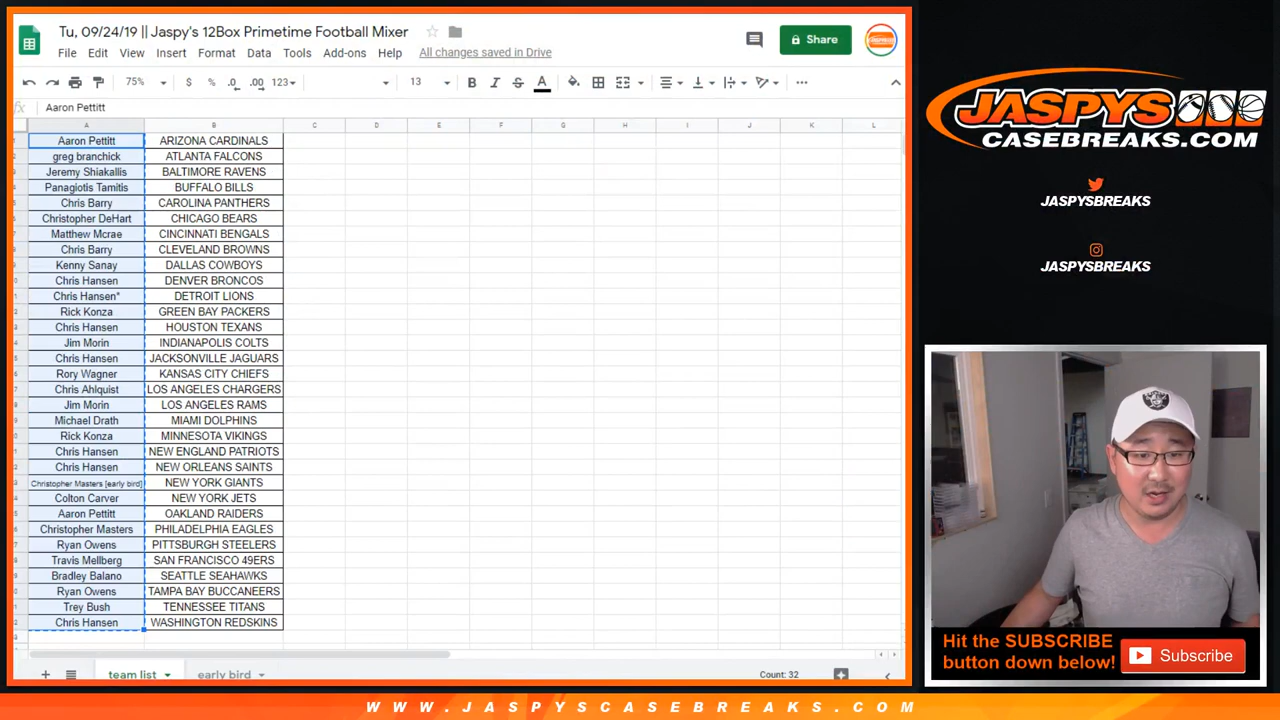 Tu, 09/24/19 || Jaspy's 12Box Primetime Football Mixer
Share
File Edit View Insert Format Data Tools Add-ons Help All changes saved in Drive
75% $ % .0 .00 123 13 B I S A
fx Aaron Pettitt
A B C D E F G H I J K L
Aaron Pettitt ARIZONA CARDINALS
greg branchick ATLANTA FALCONS
Jeremy Shiakallis BALTIMORE RAVENS
Panagiotis Tamitis BUFFALO BILLS
Chris Barry CAROLINA PANTHERS
Christopher DeHart CHICAGO BEARS
Matthew Mcrae CINCINNATI BENGALS
Chris Barry CLEVELAND BROWNS
Kenny Sanay DALLAS COWBOYS
Chris Hansen DENVER BRONCOS
Chris Hansen* DETROIT LIONS
Rick Konza GREEN BAY PACKERS
Chris Hansen HOUSTON TEXANS
Jim Morin INDIANAPOLIS COLTS
Chris Hansen JACKSONVILLE JAGUARS
Rory Wagner KANSAS CITY CHIEFS
Chris Ahlquist LOS ANGELES CHARGERS
Jim Morin LOS ANGELES RAMS
Michael Drath MIAMI DOLPHINS
Rick Konza MINNESOTA VIKINGS
Chris Hansen NEW ENGLAND PATRIOTS
Chris Hansen NEW ORLEANS SAINTS
Christopher Masters [early bird] NEW YORK GIANTS
Colton Carver NEW YORK JETS
Aaron Pettitt OAKLAND RAIDERS
Christopher Masters PHILADELPHIA EAGLES
Ryan Owens PITTSBURGH STEELERS
Travis Mellberg SAN FRANCISCO 49ERS
Bradley Balano SEATTLE SEAHAWKS
Ryan Owens TAMPA BAY BUCCANEERS
Trey Bush TENNESSEE TITANS
Chris Hansen WASHINGTON REDSKINS
team list early bird Count: 32
JASPYS
CASEBREAKS.COM
JASPYSBREAKS
JASPYSBREAKS
Hit the SUBSCRIBE
button down below!
Subscribe
WWW.JASPYSCASEBREAKS.COM